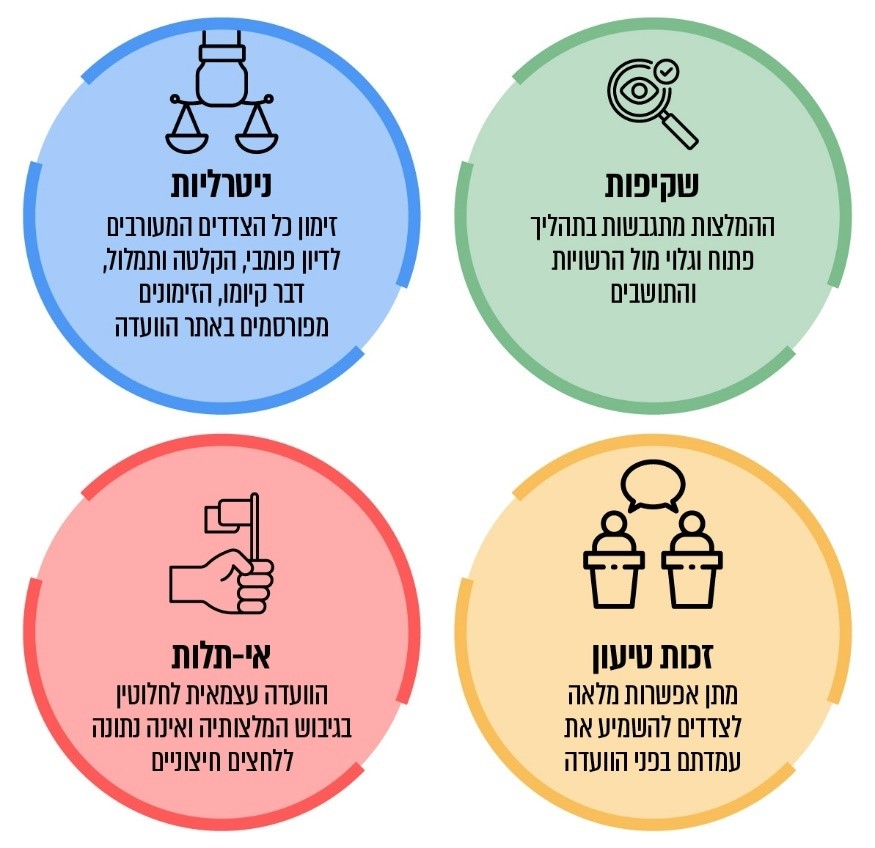 שקיפות
ההמלצות מתגבשות בתהליך
פתוח וגלוי מול הרשויות
והתושבים
ניטרליות
זימון כל הצדדים המעורבים
לדיון פומבי, הקלטה ותמלול,
דבר קיומו, הזימונים
מפורסמים באתר הוועדה
זכות טיעון
מתן אפשרות מלאה
לצדדים להשמיע את
עמדתם בפני הוועדה
אי-תלות
הוועדה עצמאית לחלוטין
בגיבוש המלצותיה ואינה נתונה
ללחצים חיצוניים